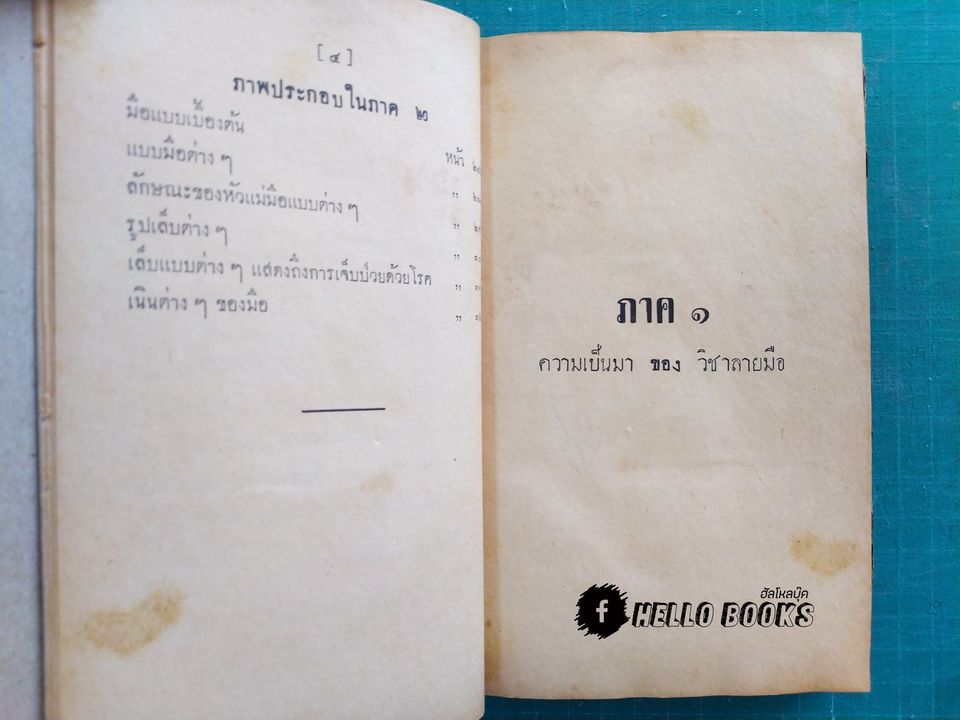 [ ๔ ]
ภาพประกอบในภาค ๒
มือแบบเบื้องต้น
แบบมือต่าง ๆ หน้า
ลักษณะของหัวแม่มือแบบต่าง ๆ ,,
รูปเล็บต่าง ๆ ,,
เล็บแบบต่าง ๆ แสดงถึงการเจ็บป่วยด้วยโรค ,,
เนินต่าง ๆ ของมือ ,,
ภาค ๑
ความเป็นมา ของ วิชาลายมือ
ฮัลโหลบุ๊ค
f HELLO BOOKS